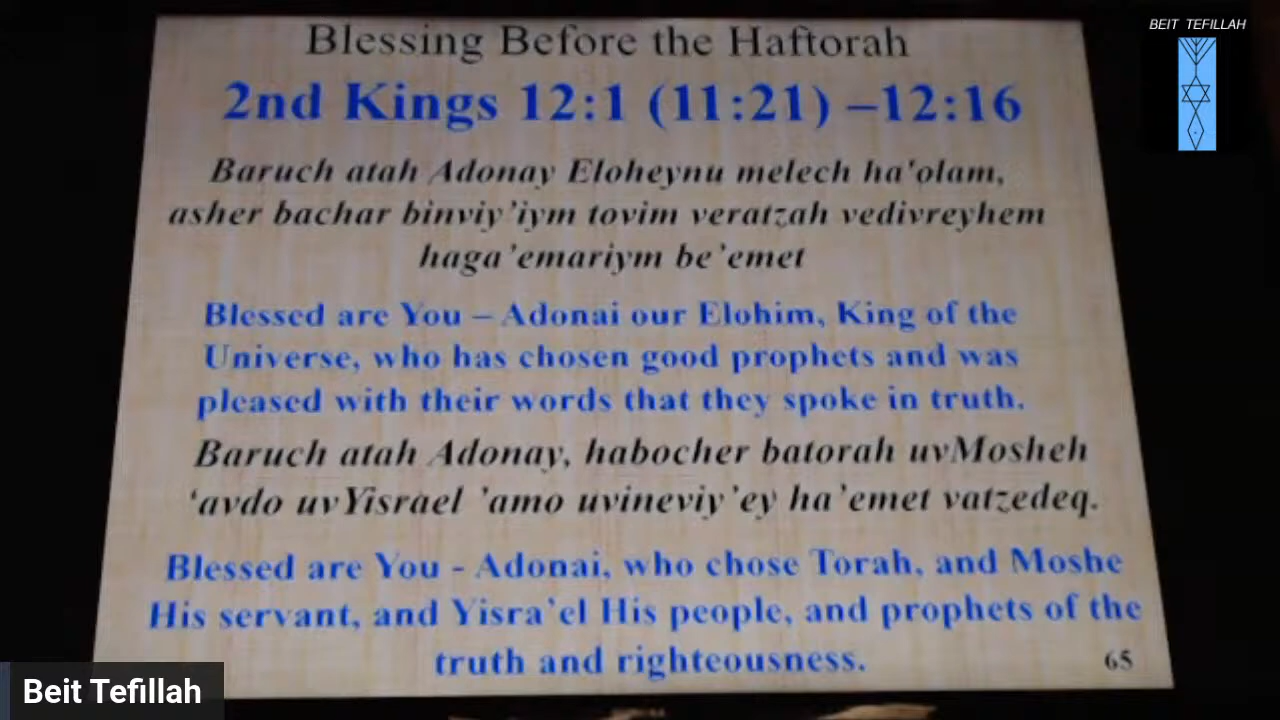 BEIT TEFILLAH
Blessing Before the Haftorah
2nd Kings 12:1 (11:21) –12:16
Baruch atah Adonay Eloheynu melech ha'olam,
asher bachar binviy’iym tovim veratzah vedivreyhem
haga’emariym be’emet
Blessed are You – Adonai our Elohim, King of the
Universe, who has chosen good prophets and was
pleased with their words that they spoke in truth.
Baruch atah Adonay, habocher batorah uvMosheh
‘avdo uvYisrael ’amo uvineviy’ey ha’emet vatzedeq.
Blessed are You - Adonai, who chose Torah, and Moshe
His servant, and Yisra’el His people, and prophets of the
truth and righteousness.
65
Beit Tefillah